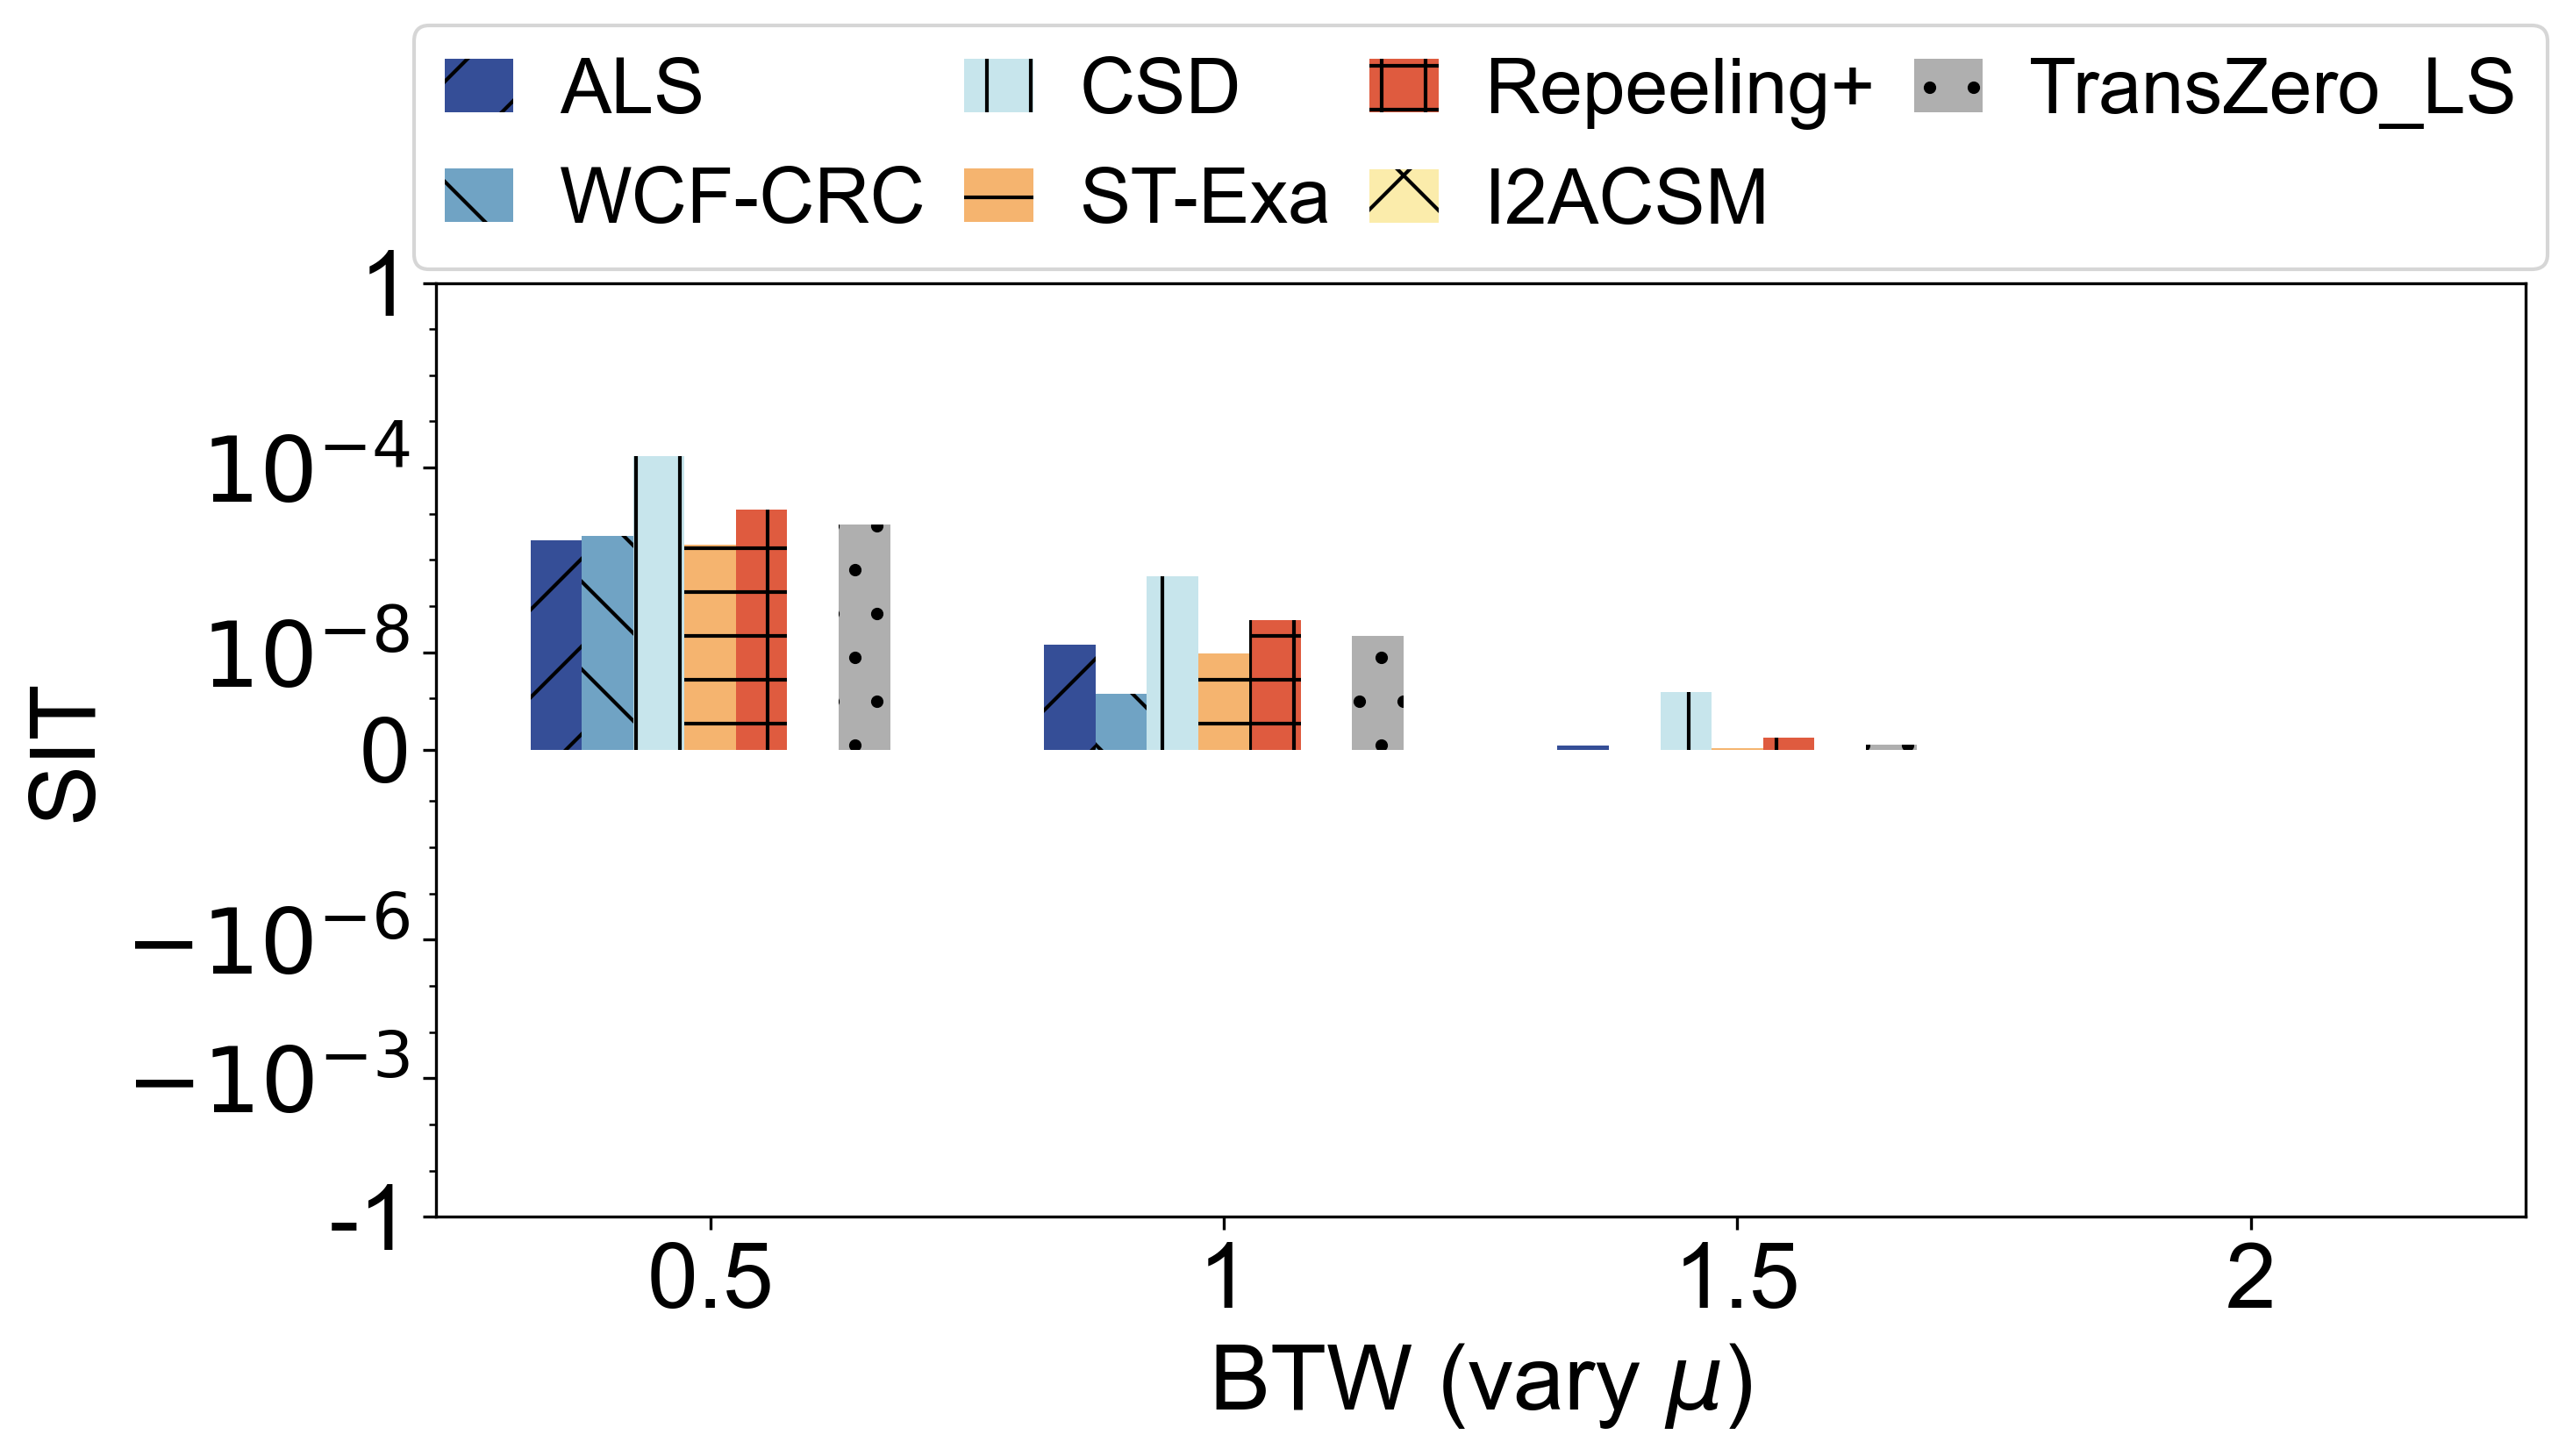 ALS CSD Repeeling+ TransZero_LS
WCF-CRC ST-Exa I2ACSM
1
10⁻⁴
10⁻⁸
0
−10⁻⁶
−10⁻³
-1
SIT
0.5 1 1.5 2
BTW (vary μ)